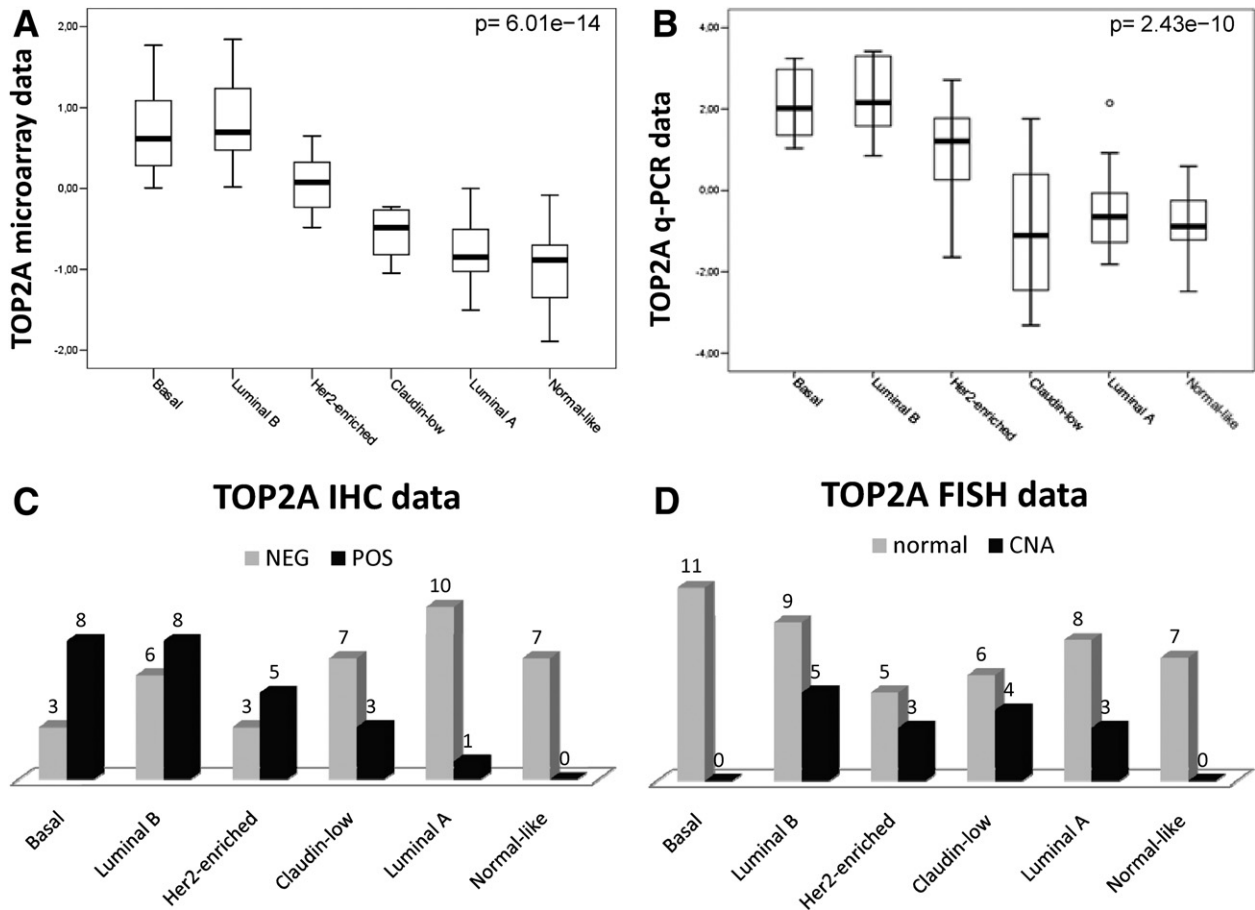 A
TOP2A microarray data
p= 6.01e−14
2,00
1,00
0,00
-1,00
-2,00
Basal
Luminal B
Her2-enriched
Claudin-low
Luminal A
Normal-like
B
TOP2A q-PCR data
p= 2.43e−10
4,00
2,00
0,00
-2,00
-4,00
Basal
Luminal B
Her2-enriched
Claudin-low
Luminal A
Normal-like
C
TOP2A IHC data
NEG POS
3 8
6 8
3 5
7 3
10 1
7 0
Basal
Luminal B
Her2-enriched
Claudin-low
Luminal A
Normal-like
D
TOP2A FISH data
normal CNA
11 0
9 5
5 3
6 4
8 3
7 0
Basal
Luminal B
Her2-enriched
Claudin-low
Luminal A
Normal-like